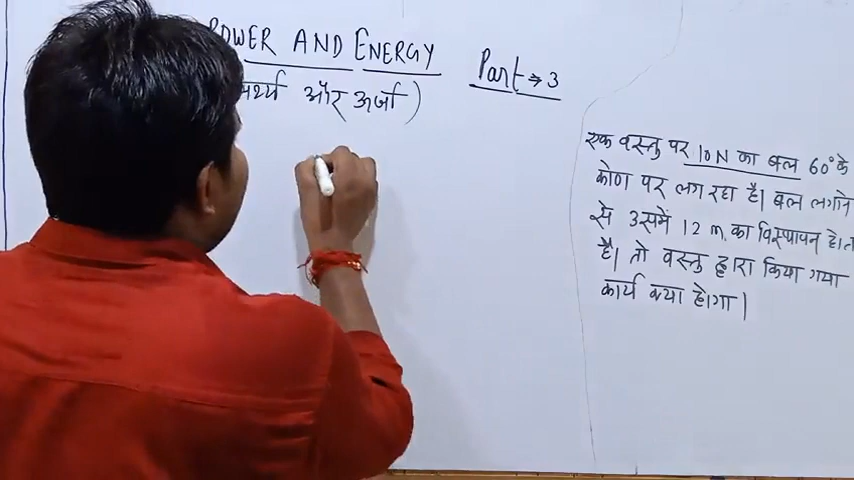 POWER AND ENERGY Part → 3
और ऊर्जा)
एक वस्तु पर 10N का बल 60° के
कोण पर लग रहा है। बल लगाने
से उसमें 12 m का विस्थापन होता
है। तो वस्तु द्वारा किया गया
कार्य क्या होगा।